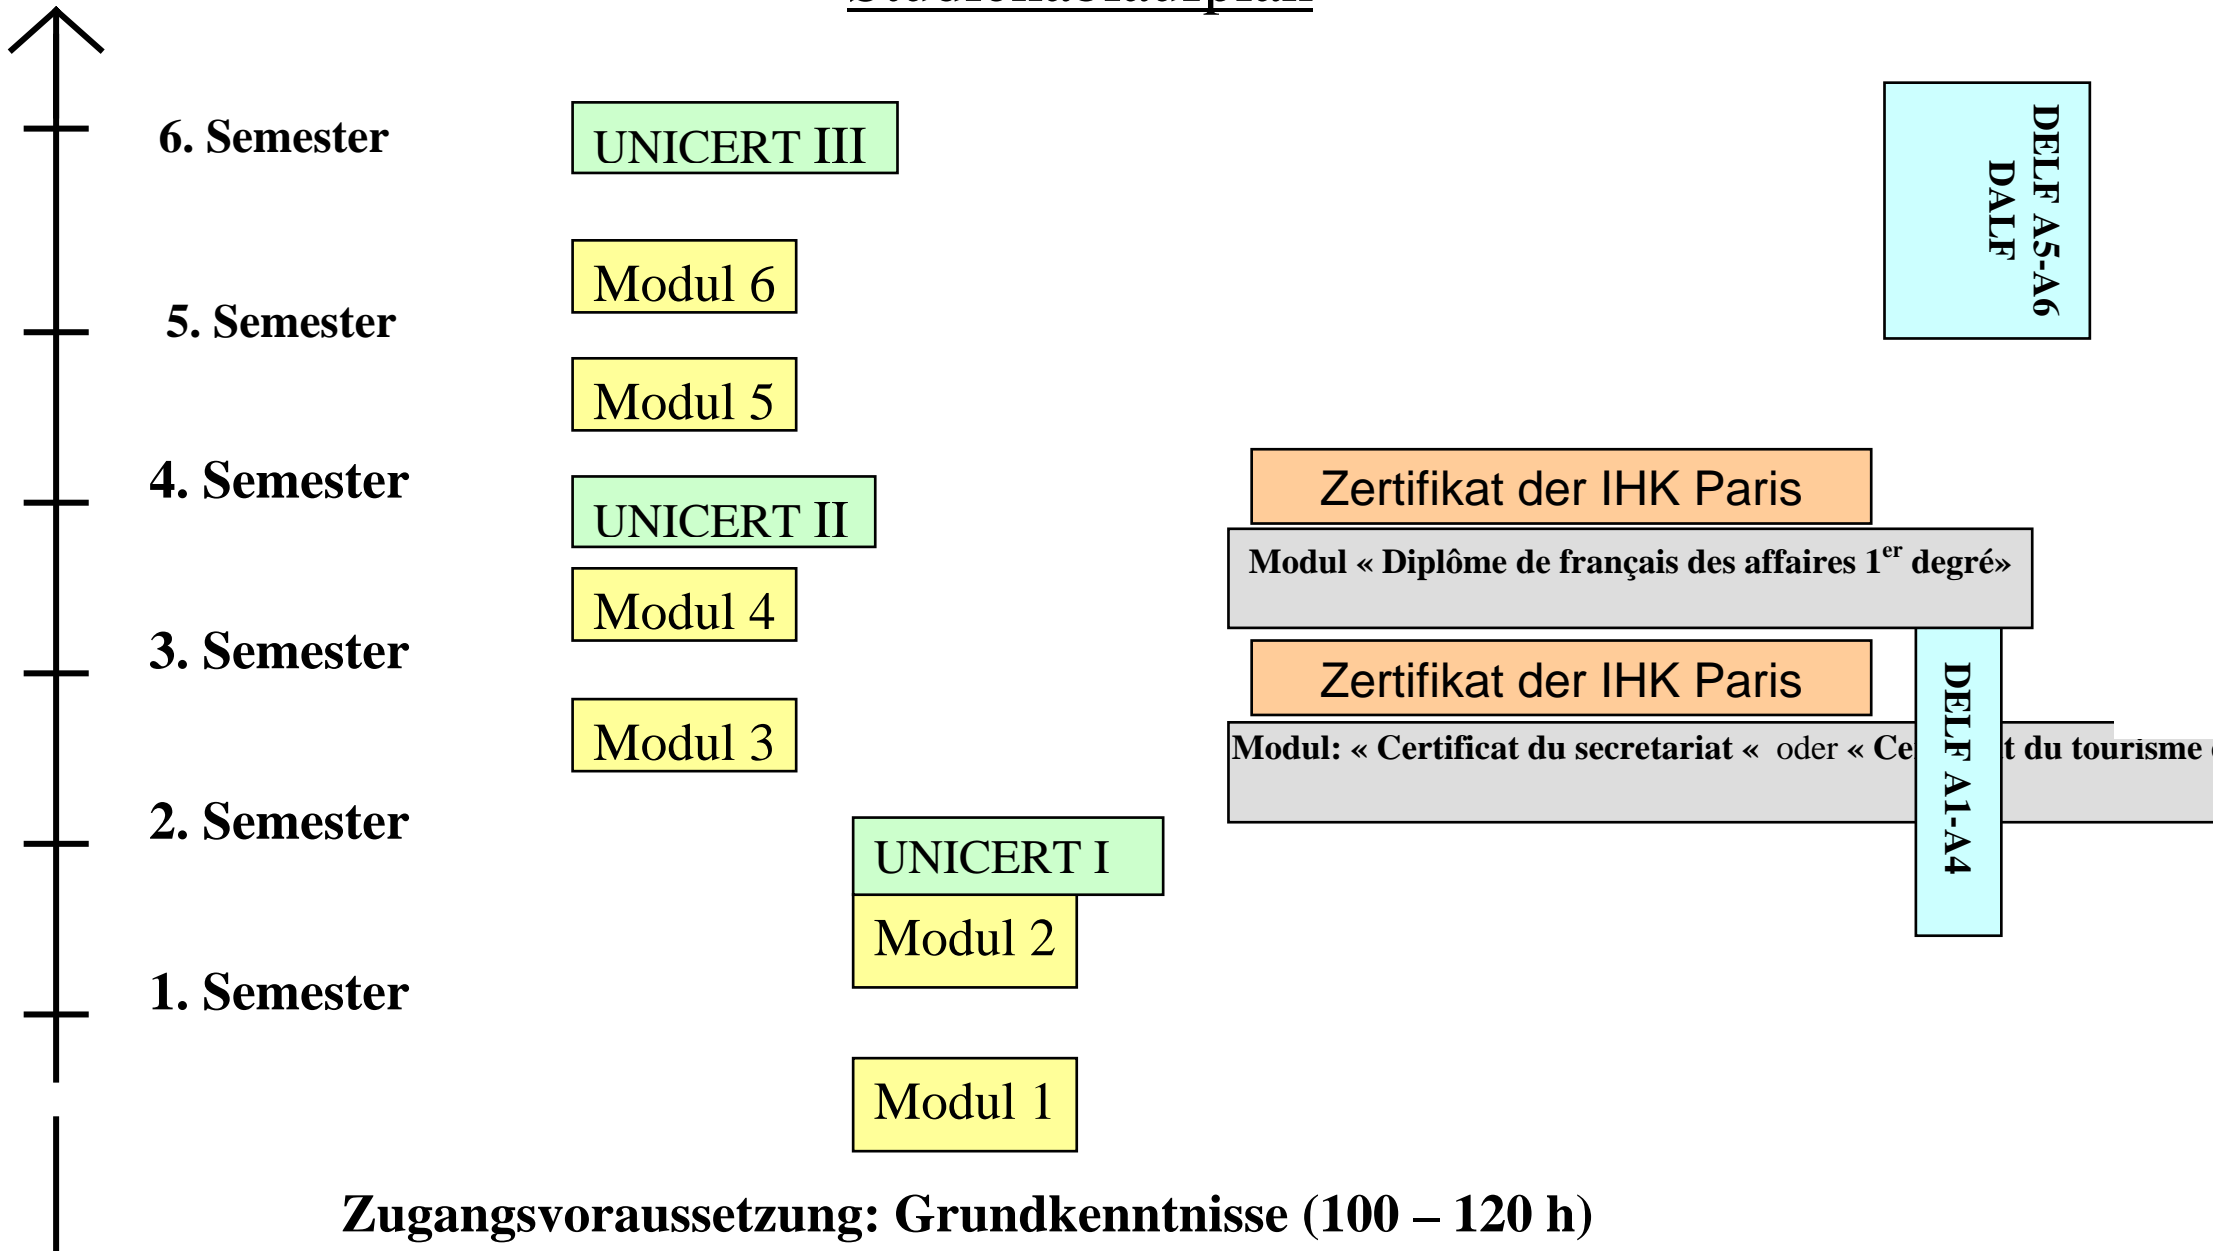 6. Semester
UNICERT III
DELF A5-A6
DALF
Modul 6
5. Semester
Modul 5
4. Semester
UNICERT II
Zertifikat der IHK Paris
Modul « Diplôme de français des affaires 1er degré»
Modul 4
3. Semester
Zertifikat der IHK Paris
DELF A1-A4
Modul 3
Modul: « Certificat du secretariat « oder « t du tourisme
2. Semester
UNICERT I
Modul 2
1. Semester
Modul 1
Zugangsvoraussetzung: Grundkenntnisse (100 – 120 h)